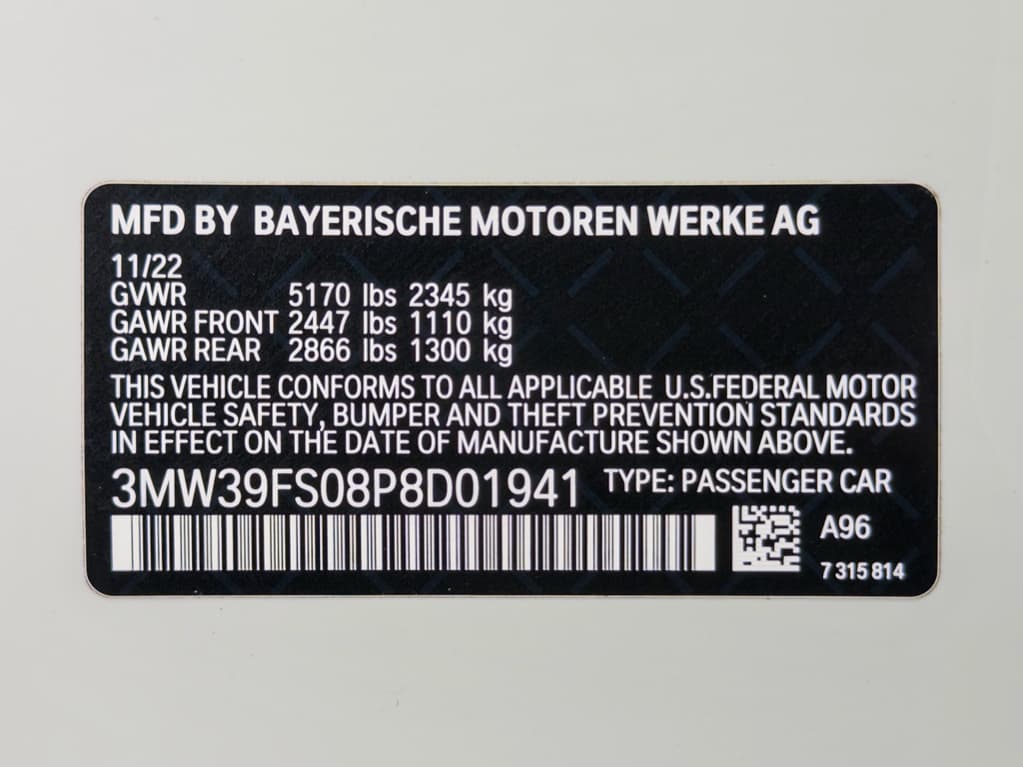 MFD BY BAYERISCHE MOTOREN WERKE AG
11/22
GVWR 5170 lbs 2345 kg
GAWR FRONT 2447 lbs 1110 kg
GAWR REAR 2866 lbs 1300 kg
THIS VEHICLE CONFORMS TO ALL APPLICABLE U.S.FEDERAL MOTOR
VEHICLE SAFETY, BUMPER AND THEFT PREVENTION STANDARDS
IN EFFECT ON THE DATE OF MANUFACTURE SHOWN ABOVE.
3MW39FS08P8D01941 TYPE: PASSENGER CAR
A96
7 315 814